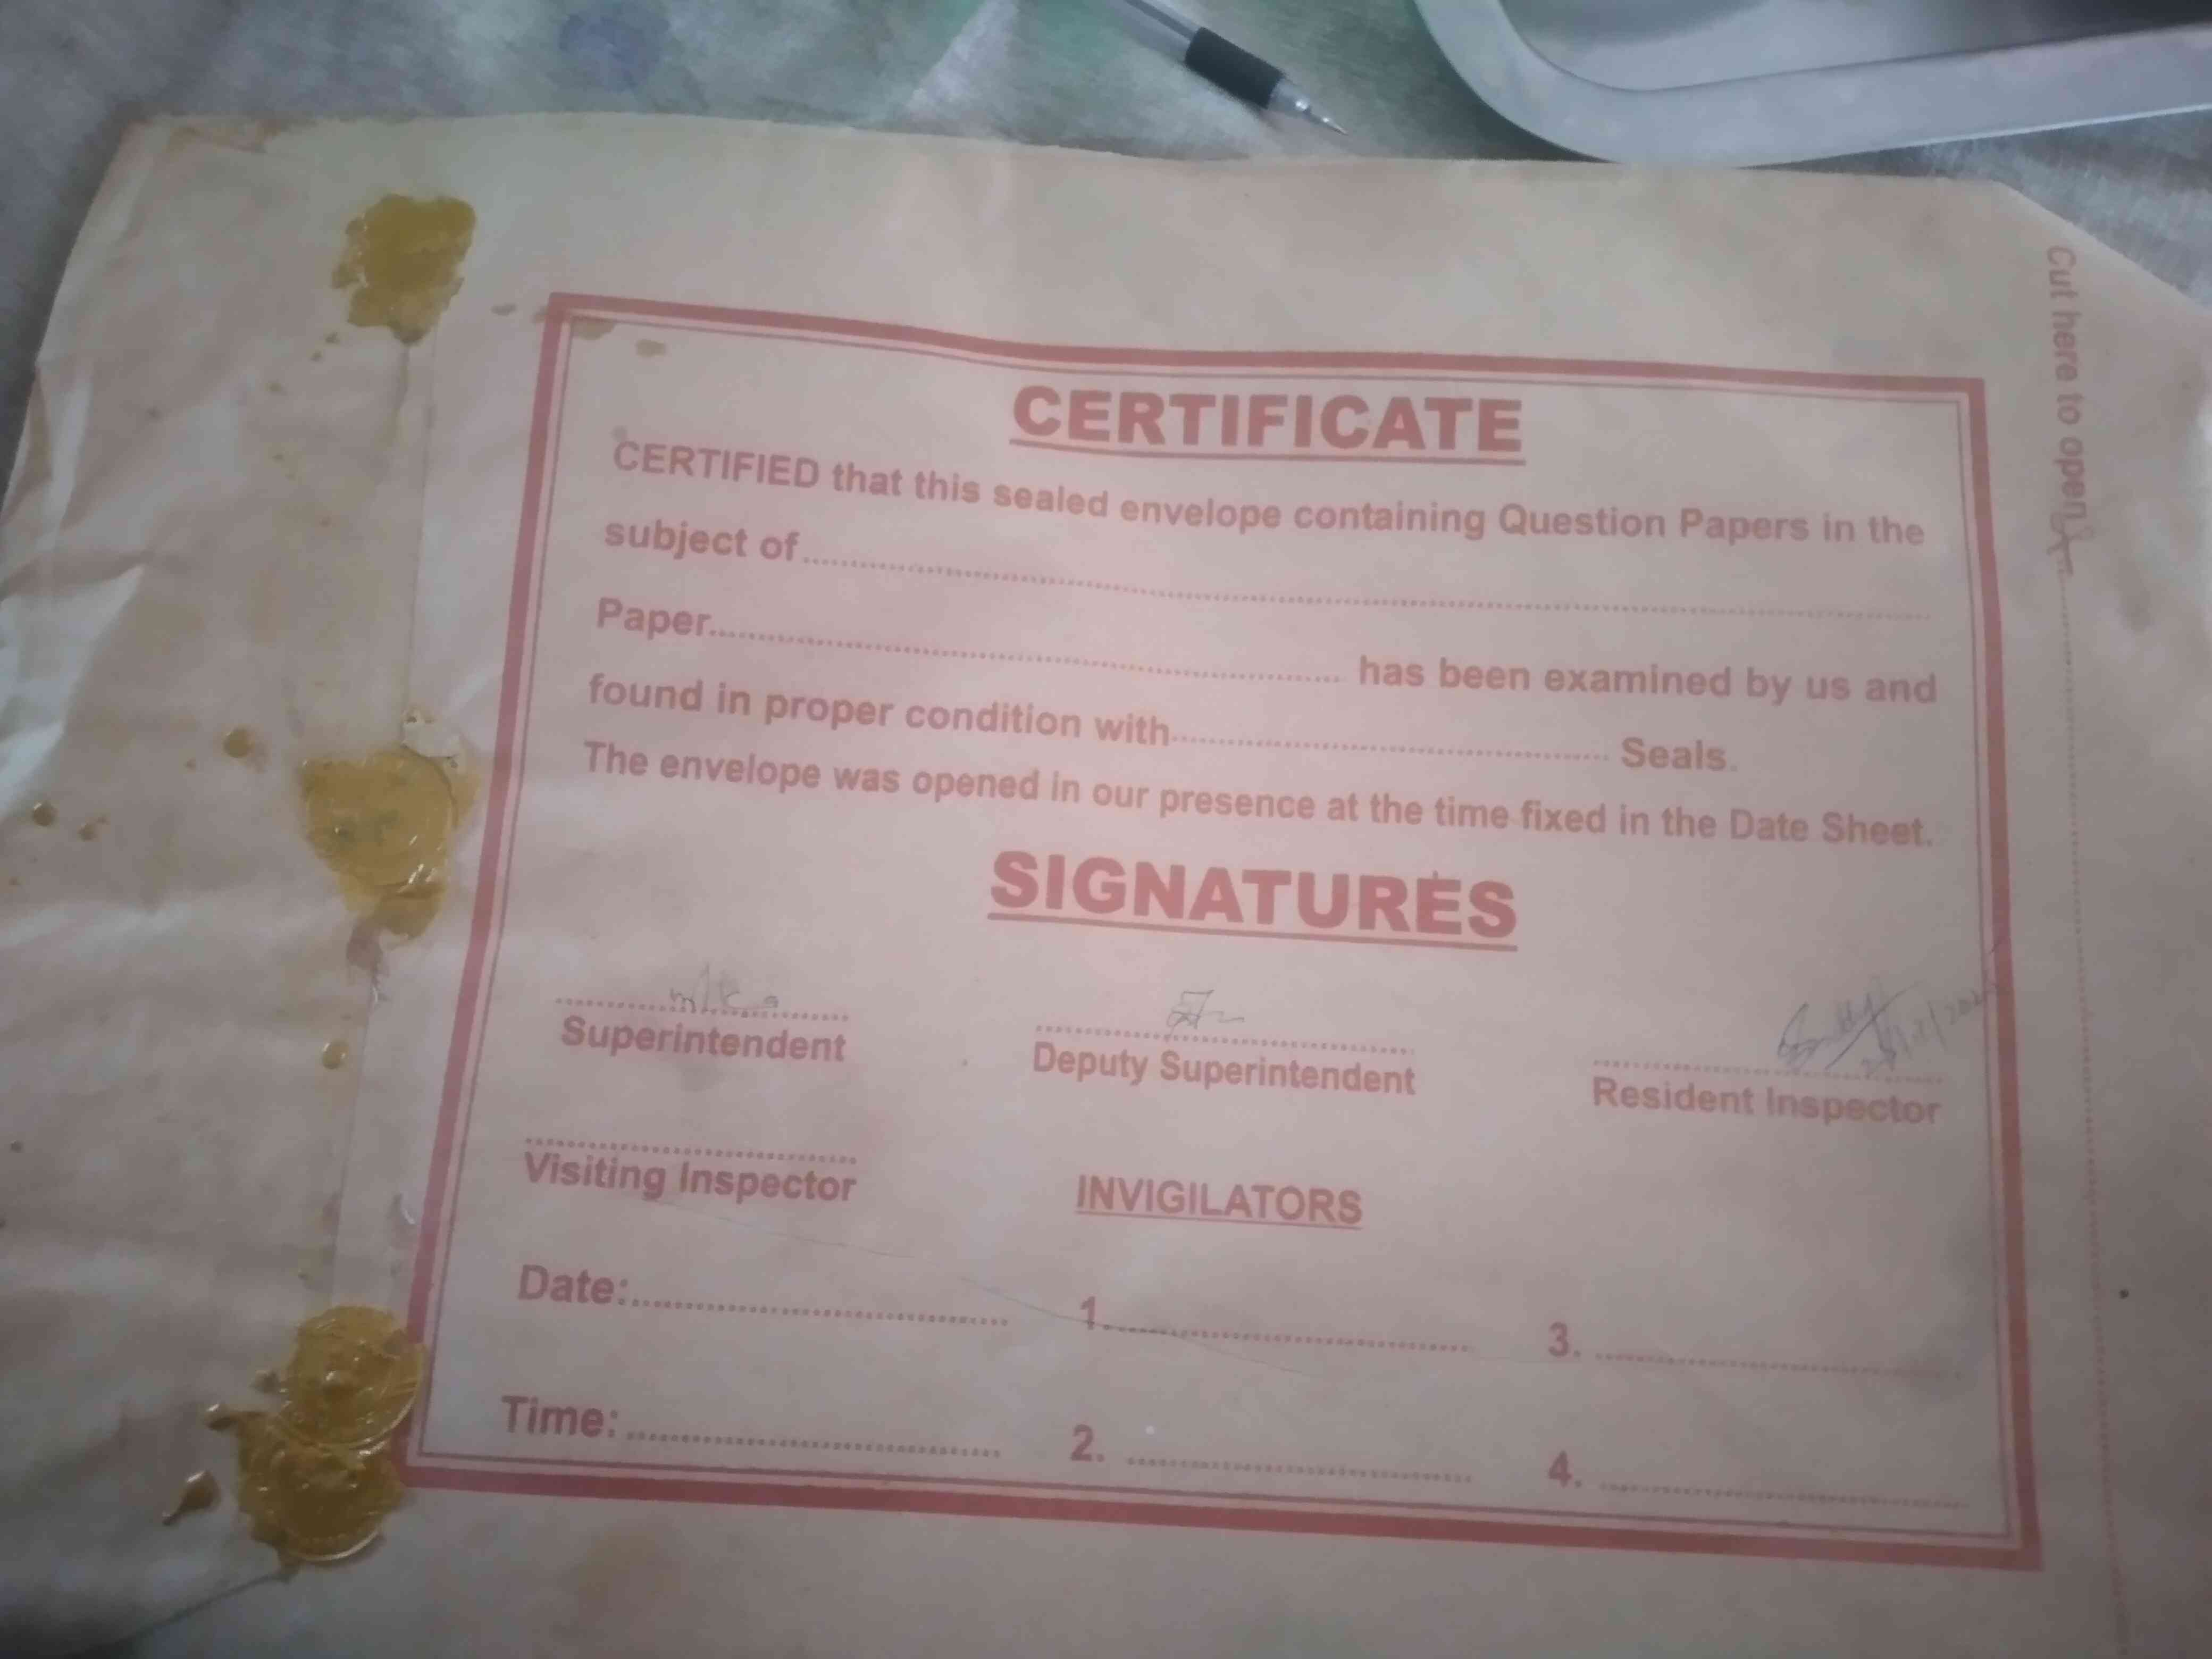 CERTIFICATE
CERTIFIED that this sealed envelope containing Question Papers in the
subject of
Paper has been examined by us and
found in proper condition with Seals.
The envelope was opened in our presence at the time fixed in the Date Sheet.
SIGNATURES
Superintendent Deputy Superintendent Resident Inspector
Visiting Inspector INVIGILATORS
Date: 1. 3.
Time: 2. 4.
Cut here to open